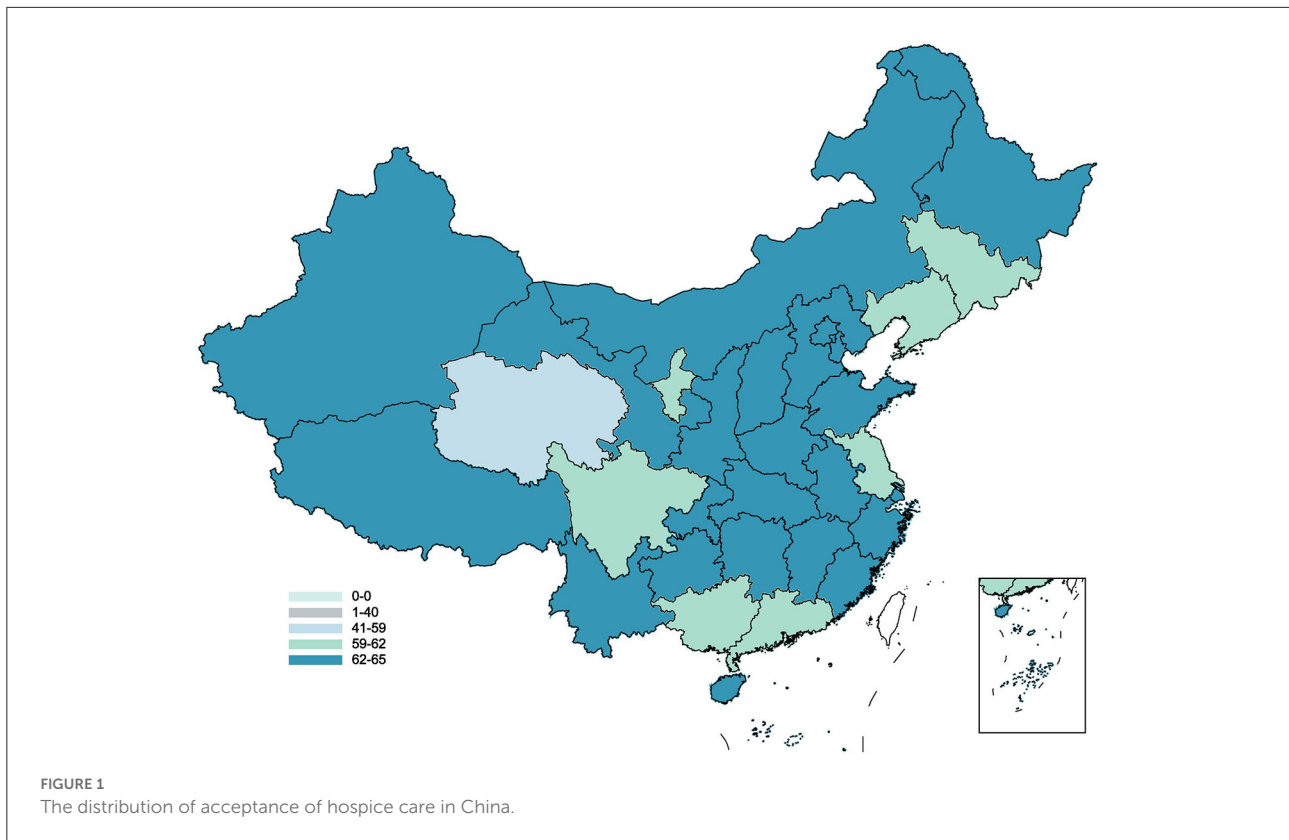 0-0
1-40
41-59
59-62
62-65
FIGURE 1
The distribution of acceptance of hospice care in China.